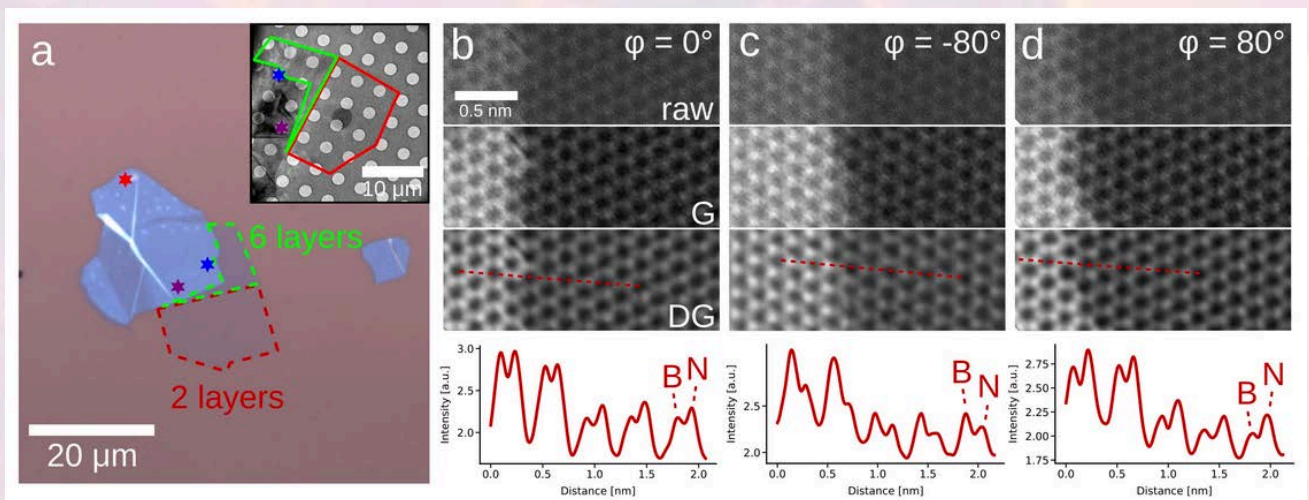 a
10 μm
6 layers
2 layers
20 μm
b
φ = 0°
0.5 nm
raw
G
DG
c
φ = -80°
d
φ = 80°
3.0
2.5
2.0
Intensity [a.u.]
B N
0.0 0.5 1.0 1.5 2.0
Distance [nm]
2.5
2.0
Intensity [a.u.]
B N
0.0 0.5 1.0 1.5 2.0
Distance [nm]
2.75
2.50
2.25
2.00
1.75
Intensity [a.u.]
B N
0.0 0.5 1.0 1.5 2.0
Distance [nm]